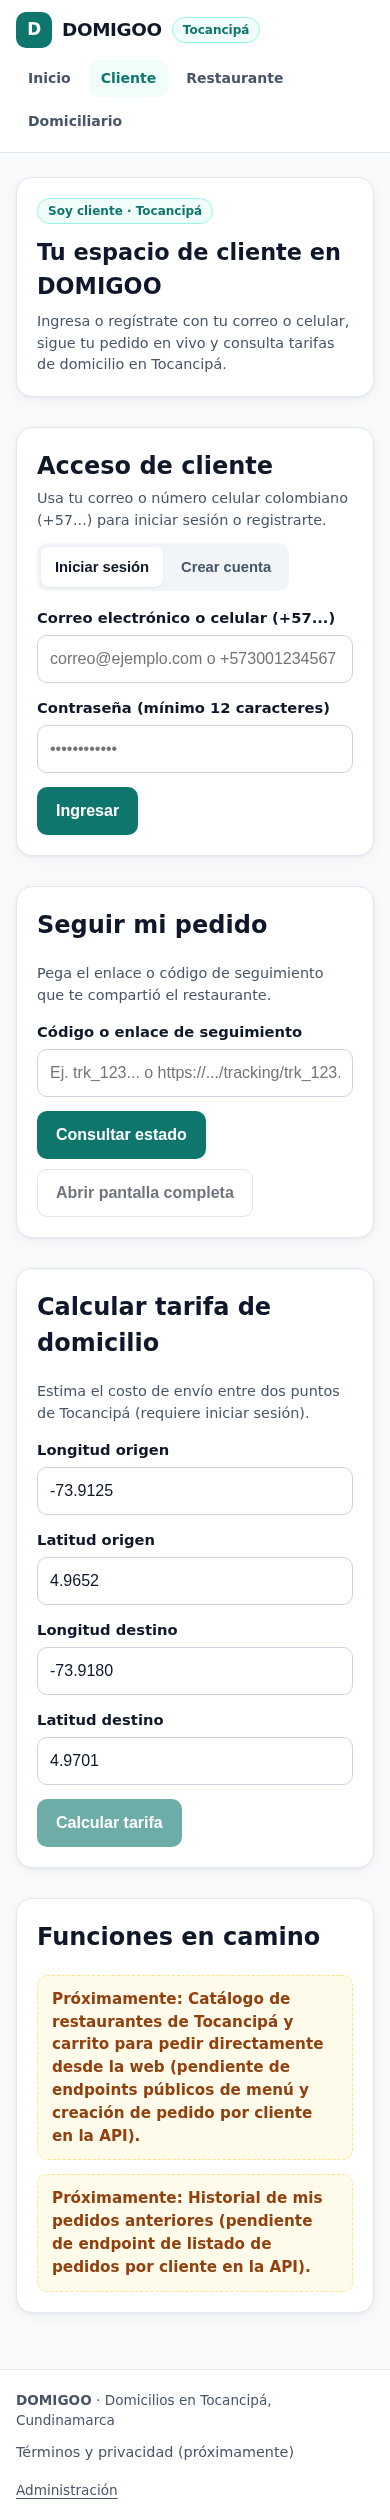 D DOMIGOO Tocancipá
Inicio Cliente Restaurante
Domiciliario
Soy cliente · Tocancipá
Tu espacio de cliente en
DOMIGOO
Ingresa o regístrate con tu correo o celular,
sigue tu pedido en vivo y consulta tarifas
de domicilio en Tocancipá.
Acceso de cliente
Usa tu correo o número celular colombiano
(+57...) para iniciar sesión o registrarte.
Iniciar sesión Crear cuenta
Correo electrónico o celular (+57...)
correo@ejemplo.com o +573001234567
Contraseña (mínimo 12 caracteres)
••••••••••••
Ingresar
Seguir mi pedido
Pega el enlace o código de seguimiento
que te compartió el restaurante.
Código o enlace de seguimiento
Ej. trk_123... o https://.../tracking/trk_123.
Consultar estado
Abrir pantalla completa
Calcular tarifa de
domicilio
Estima el costo de envío entre dos puntos
de Tocancipá (requiere iniciar sesión).
Longitud origen
-73.9125
Latitud origen
4.9652
Longitud destino
-73.9180
Latitud destino
4.9701
Calcular tarifa
Funciones en camino
Próximamente: Catálogo de
restaurantes de Tocancipá y
carrito para pedir directamente
desde la web (pendiente de
endpoints públicos de menú y
creación de pedido por cliente
en la API).
Próximamente: Historial de mis
pedidos anteriores (pendiente
de endpoint de listado de
pedidos por cliente en la API).
DOMIGOO · Domicilios en Tocancipá,
Cundinamarca
Términos y privacidad (próximamente)
Administración